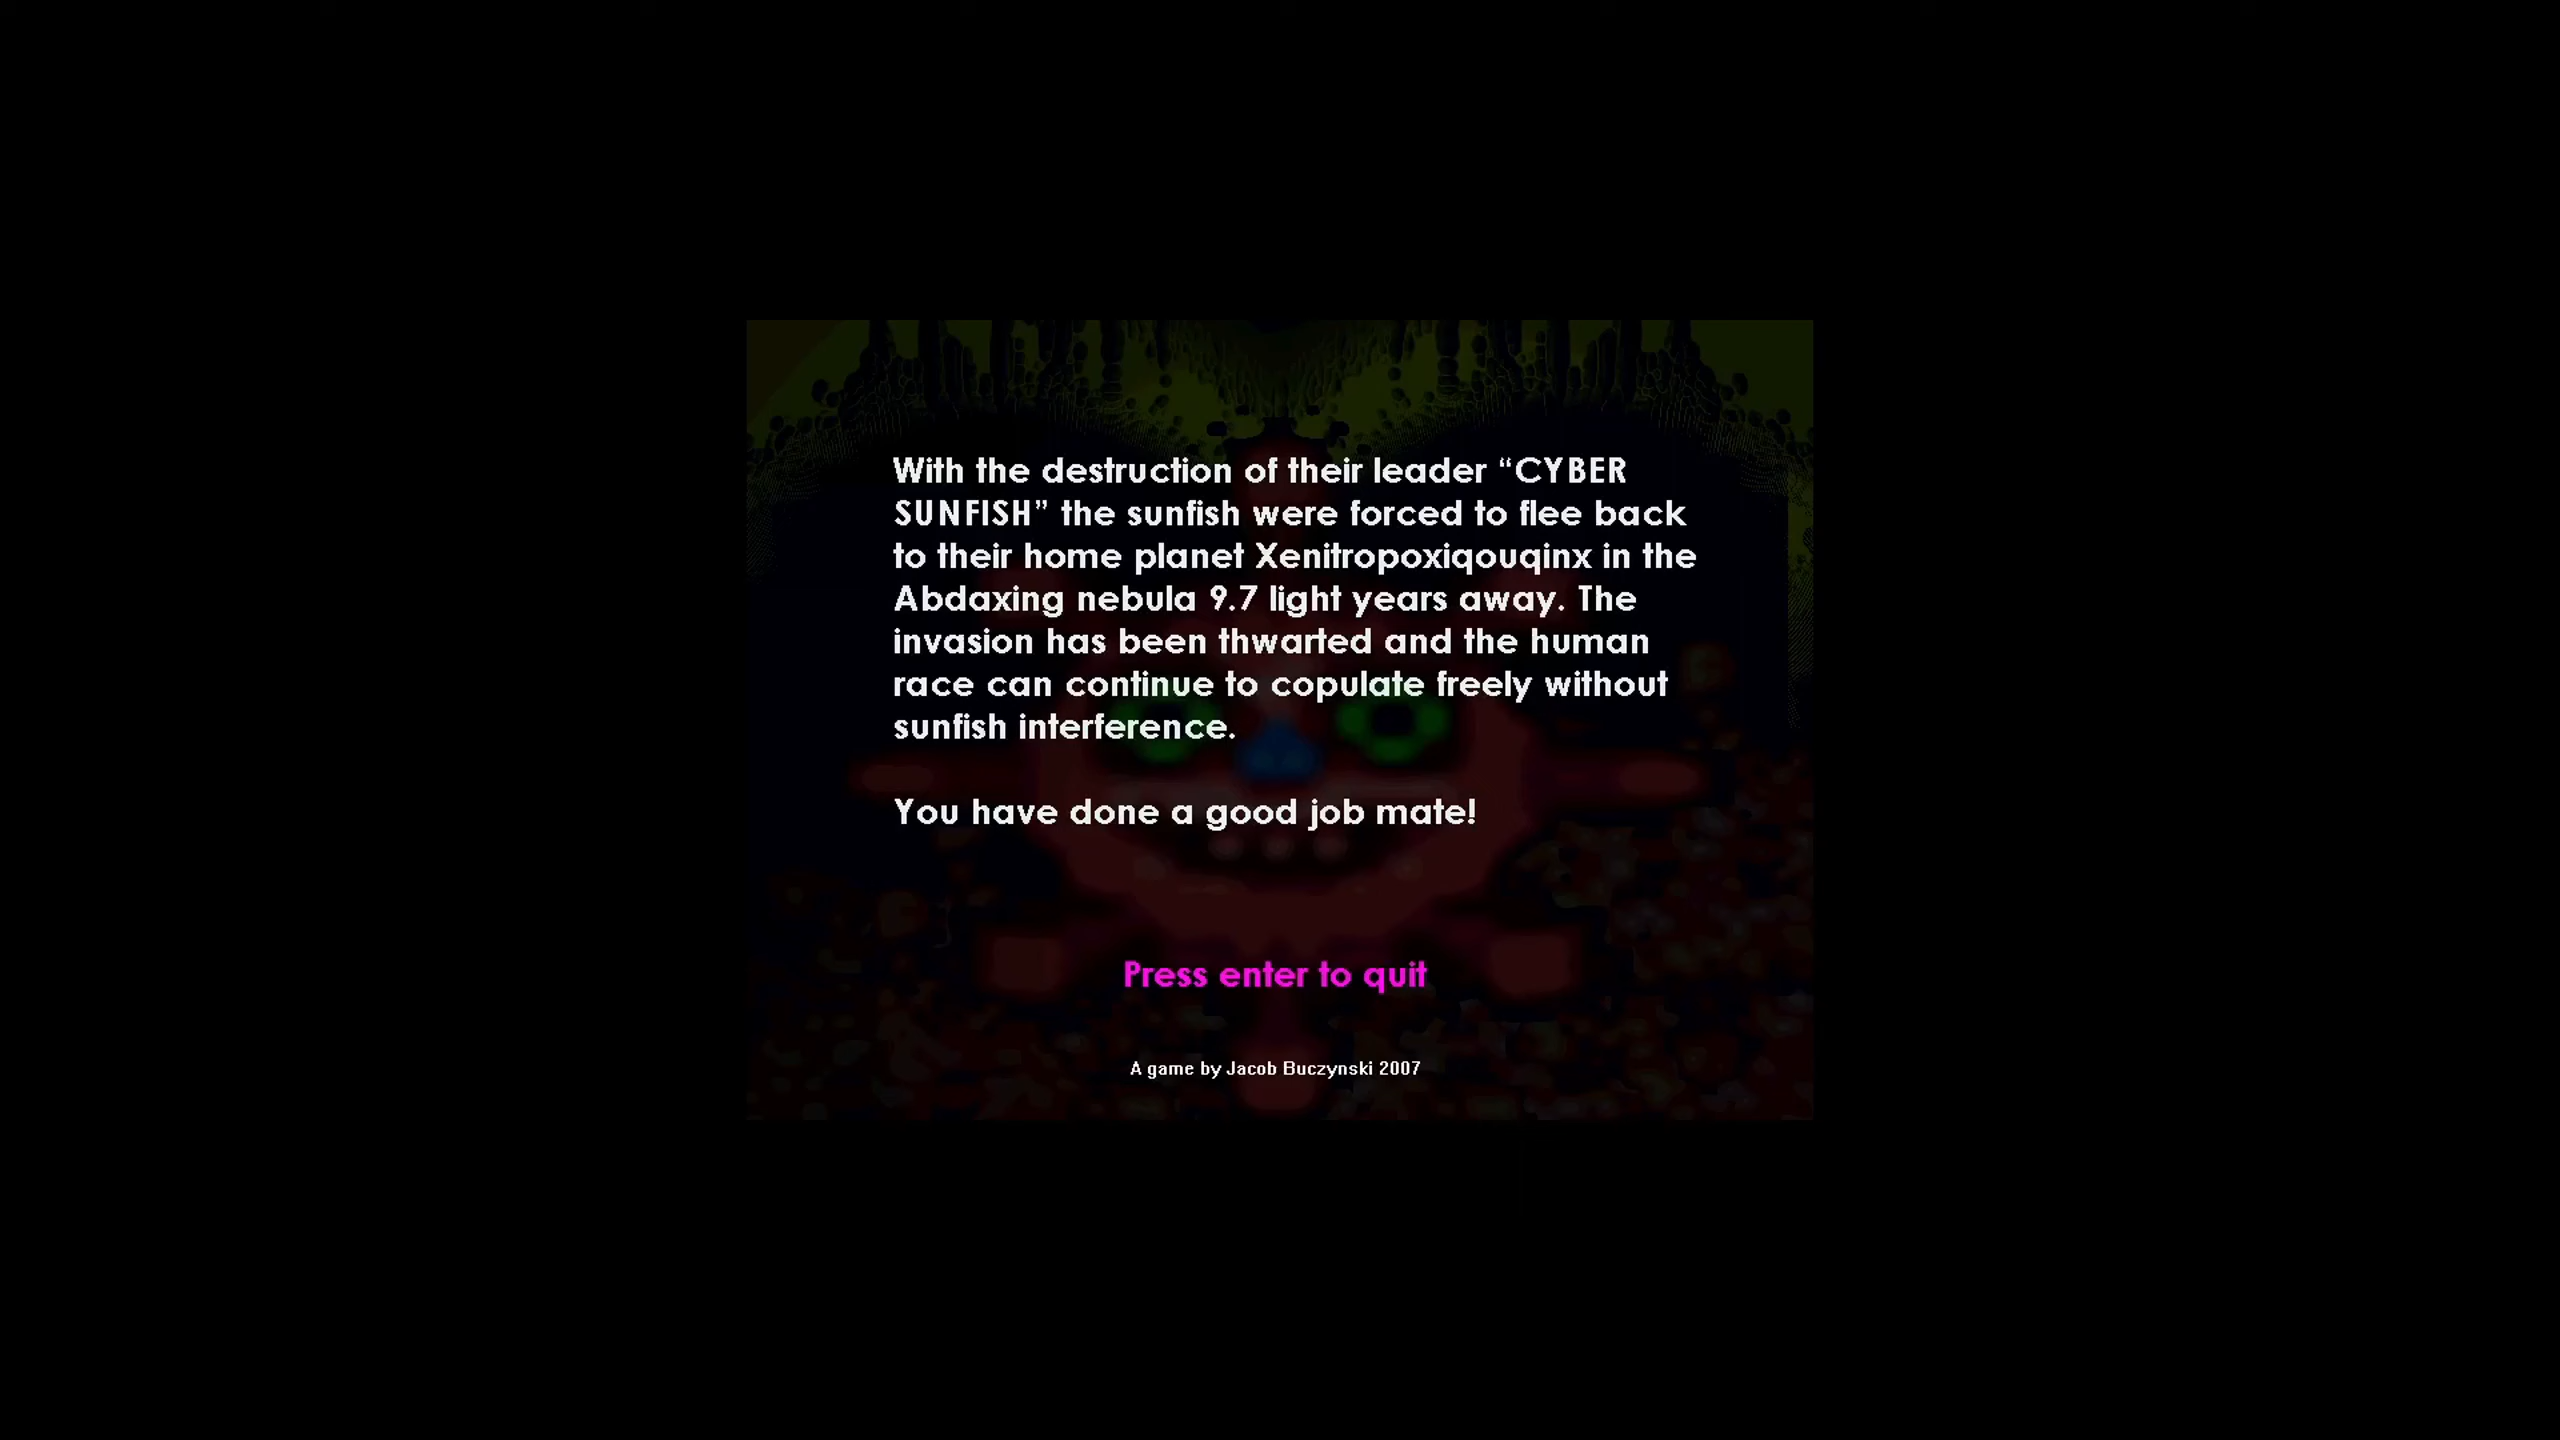 With the destruction of their leader “CYBER
SUNFISH” the sunfish were forced to flee back
to their home planet Xenitropoxiqouqinx in the
Abdaxing nebula 9.7 light years away. The
invasion has been thwarted and the human
race can continue to copulate freely without
sunfish interference.
You have done a good job mate!
Press enter to quit
A game by Jacob Buczynski 2007